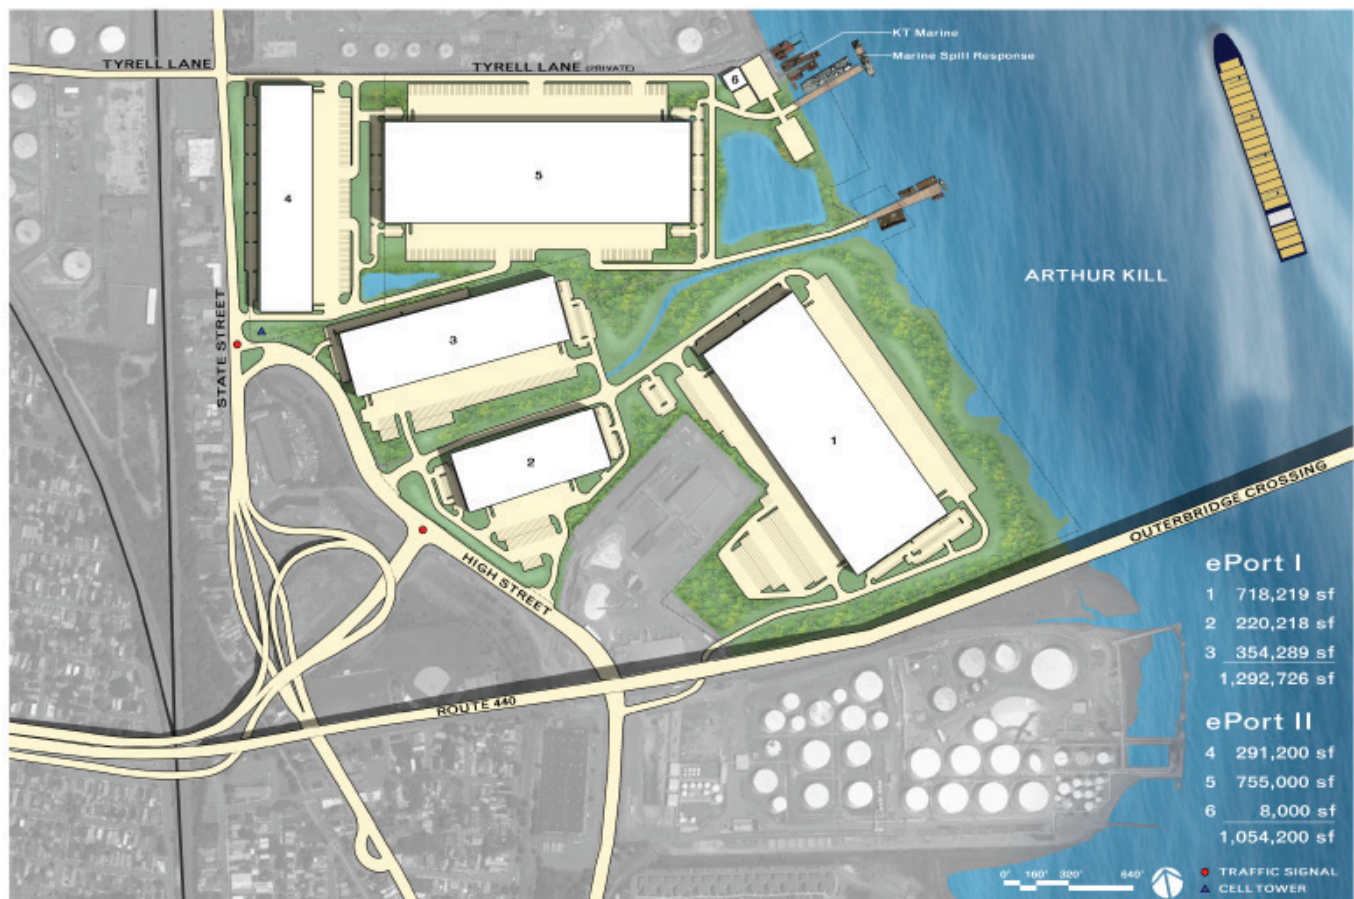 KT Marine
Marine Spill Response
TYRELL LANE
TYRELL LANE (PRIVATE)
6
5
4
ARTHUR KILL
STATE STREET
3
1
2
OUTERBRIDGE CROSSING
HIGH STREET
ROUTE 440
ePort I
1 718,219 sf
2 220,218 sf
3 354,289 sf
1,292,726 sf
ePort II
4 291,200 sf
5 755,000 sf
6 8,000 sf
1,054,200 sf
0' 160' 320' 640'
TRAFFIC SIGNAL
CELL TOWER